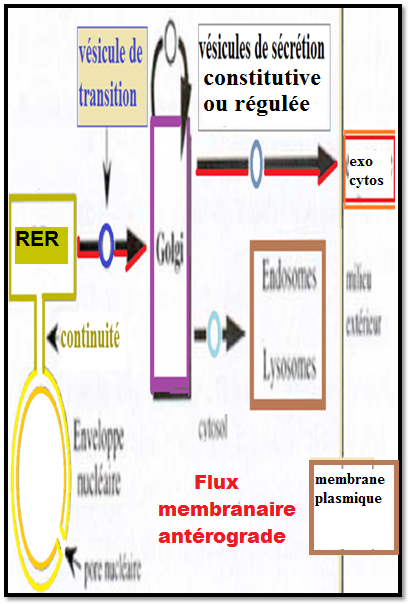 vésicule de
transition
vésicules de sécrétion
constitutive
ou régulée
exo
cytos
RER
Golgi
continuité
Endosomes
Lysosomes
milieu
extérieur
cytosol
Enveloppe
nucléaire
pore nucléaire
Flux
membranaire
antérograde
membrane
plasmique